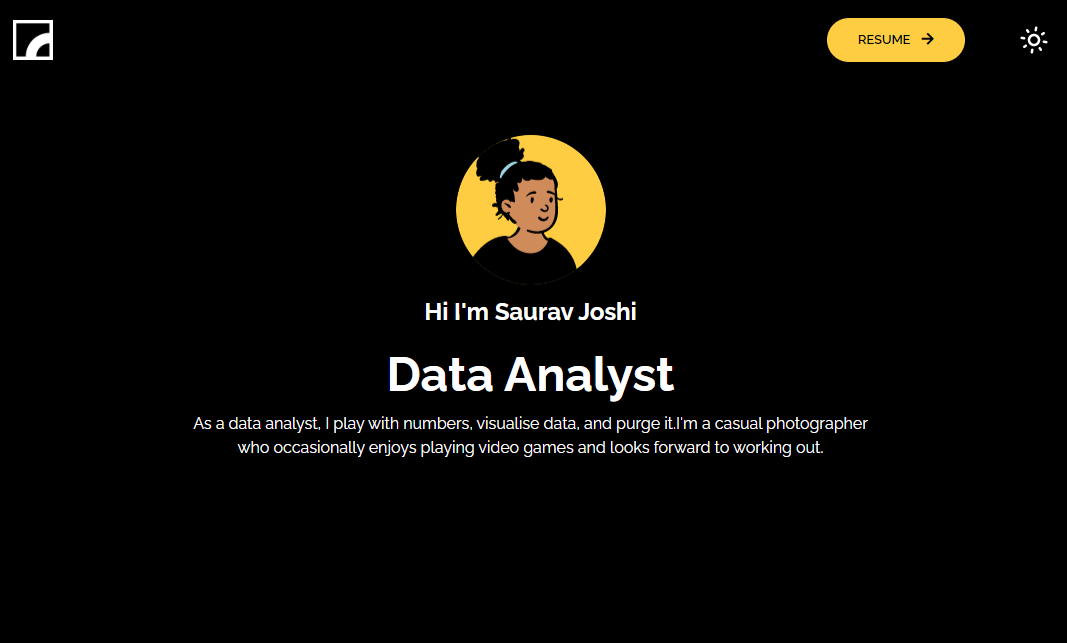 RESUME
Hi I'm Saurav Joshi
Data Analyst
As a data analyst, I play with numbers, visualise data, and purge it.I'm a casual photographer
who occasionally enjoys playing video games and looks forward to working out.